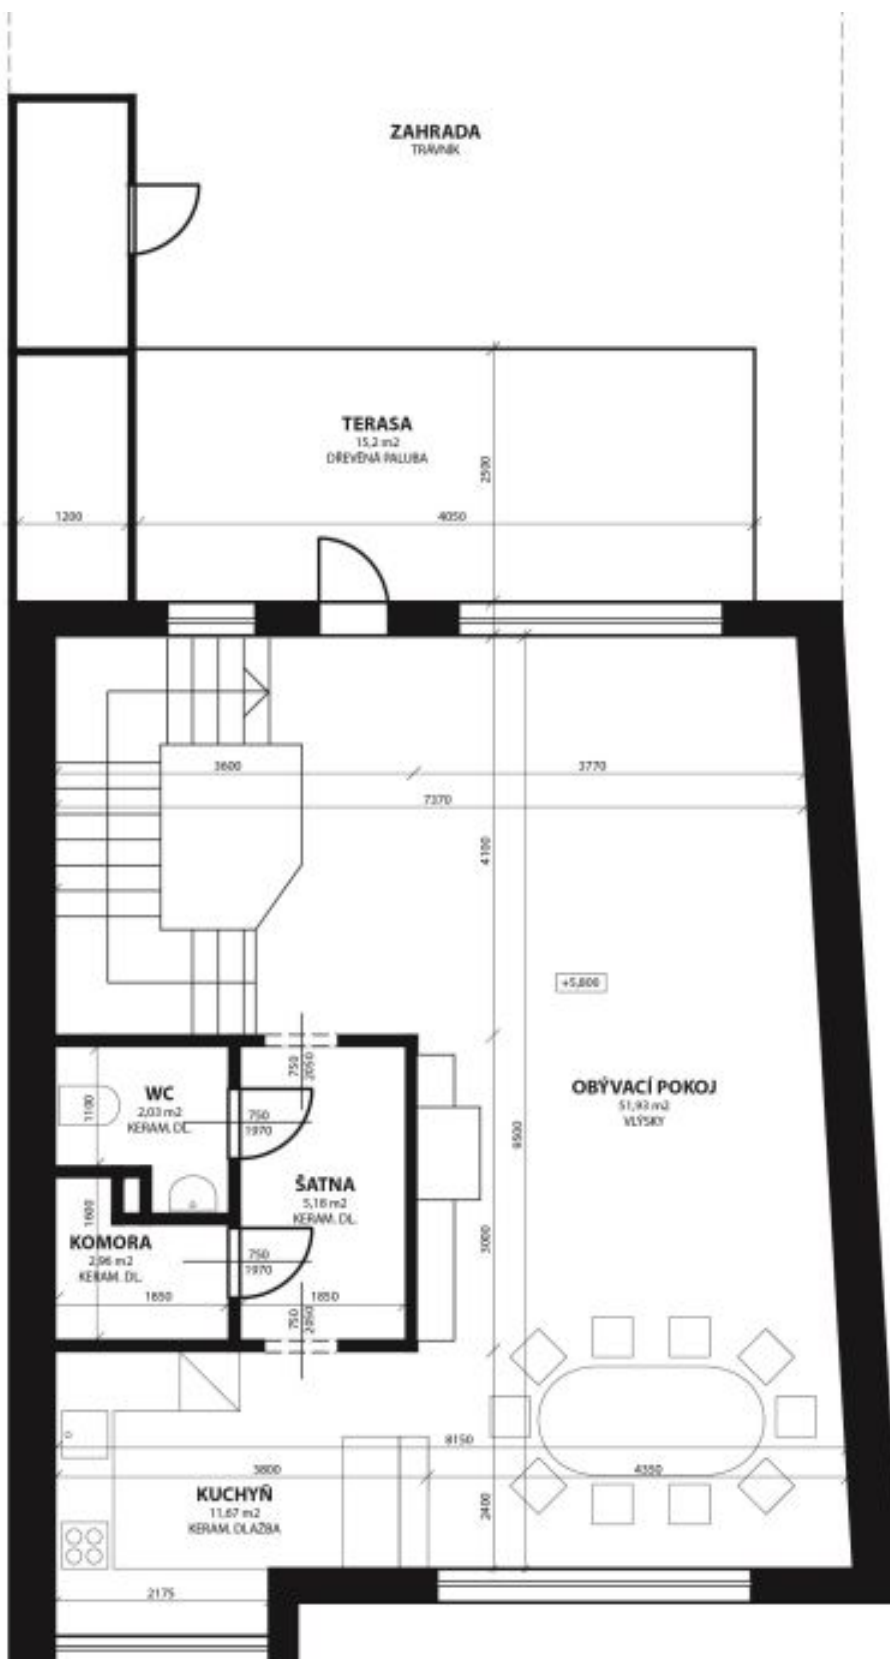 ZAHRADA
TRÁVNÍK
TERASA
15,2 m2
DŘEVĚNÁ PALUBA
2500
1200
4050
3600
3770
7370
4100
+5,800
750
2050
WC
2,03 m2
KERAM. DL.
1100
750
1970
OBÝVACÍ POKOJ
51,93 m2
VLÝSKY
9500
ŠATNA
5,18 m2
KERAM. DL.
1600
KOMORA
2,96 m2
KERAM. DL.
750
1970
3000
1650
1850
750
2050
8150
3800
4350
KUCHYŇ
11,67 m2
KERAM. DLAŽBA
2400
2175